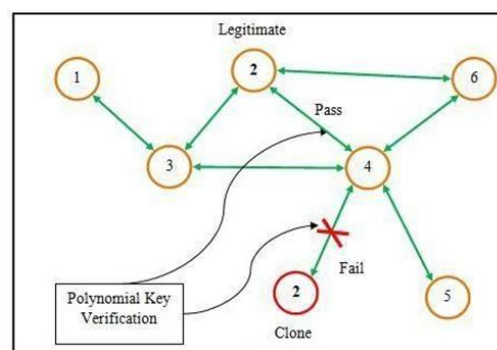 Legitimate
1
2
6
Pass
3
4
Fail
Polynomial Key
Verification
2
5
Clone